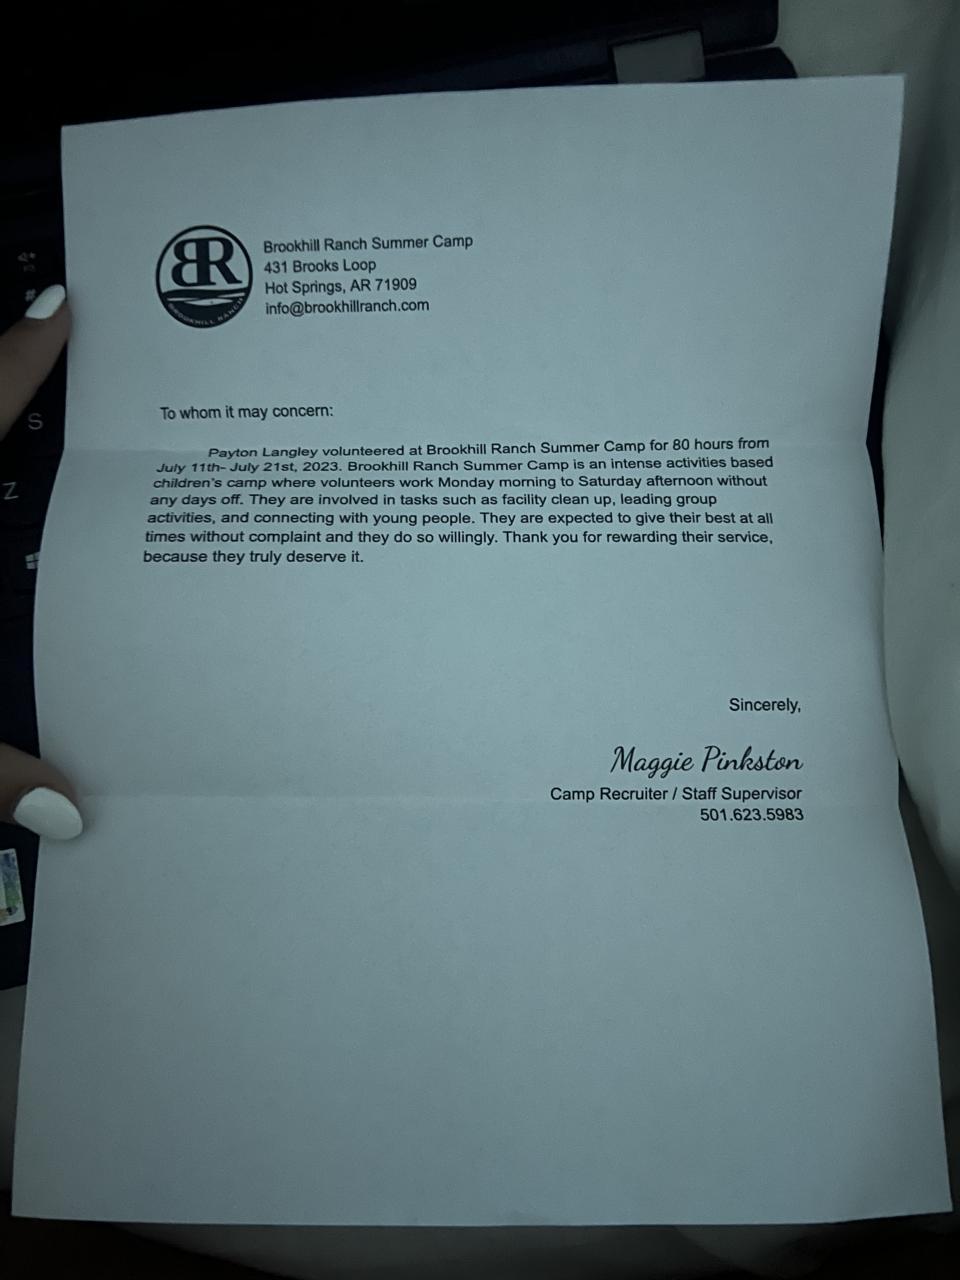 BR
BROOKHILL RANCH
Brookhill Ranch Summer Camp
431 Brooks Loop
Hot Springs, AR 71909
info@brookhillranch.com
To whom it may concern:
Payton Langley volunteered at Brookhill Ranch Summer Camp for 80 hours from
July 11th- July 21st, 2023. Brookhill Ranch Summer Camp is an intense activities based
children's camp where volunteers work Monday morning to Saturday afternoon without
any days off. They are involved in tasks such as facility clean up, leading group
activities, and connecting with young people. They are expected to give their best at all
times without complaint and they do so willingly. Thank you for rewarding their service,
because they truly deserve it.
Sincerely,
Maggie Pinkston
Camp Recruiter / Staff Supervisor
501.623.5983
#
S
Z